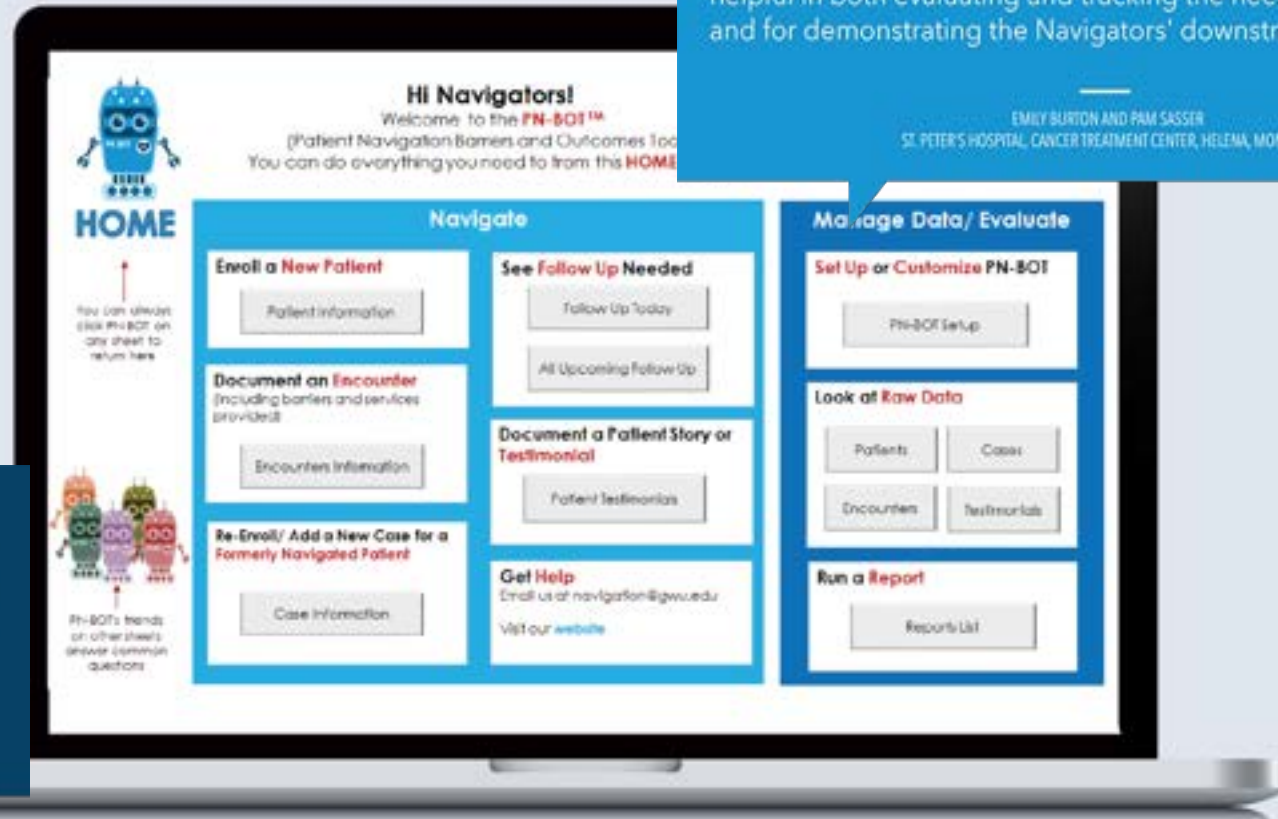 helpful in both evaluating and tracking the
and for demonstrating the Navigators'
EMILY BURTON AND PAM SASSER
ST. PETER'S HOSPITAL, CANCER TREATMENT CENTER, HELENA,
Hi Navigators!
Welcome to the PN-BOT™
(Patient Navigation Barriers and Outcomes
You can do everything you need to from this HOME
HOME
You can always
click PN-BOT on
any sheet to
return here
PN-BOT's friends
on other sheets
answer common
questions
Navigate
Enroll a New Patient
Patient Information
Document an Encounter
(including barriers and services
provided)
Encounters Information
Re-Enroll/ Add a New Case for a
Formerly Navigated Patient
Case Information
See Follow Up Needed
Follow Up Today
All Upcoming Follow Up
Document a Patient Story or
Testimonial
Patient Testimonials
Get Help
Email us at navigation@gwu.edu
Visit our website
Manage Data/ Evaluate
Set Up or Customize PN-BOT
PN-BOT Setup
Look at Raw Data
Patients
Cases
Encounters
Testimonials
Run a Report
Reports List